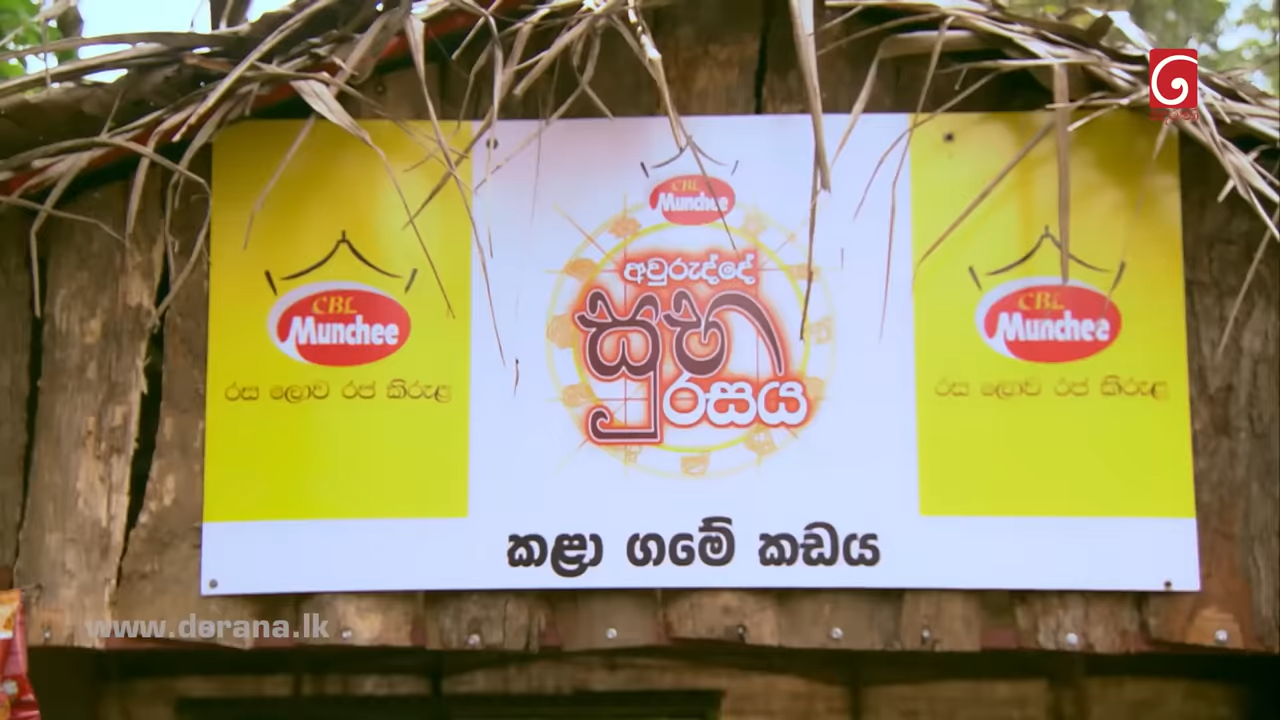 CBL
Munchee
රස ලොව රජ කිරුළ
CBL
Munchee
අවුරුද්දේ
සුභ
රසය
CBL
Munchee
රස ලොව රජ කිරුළ
කළා ගමේ කඩය
www.derana.lk